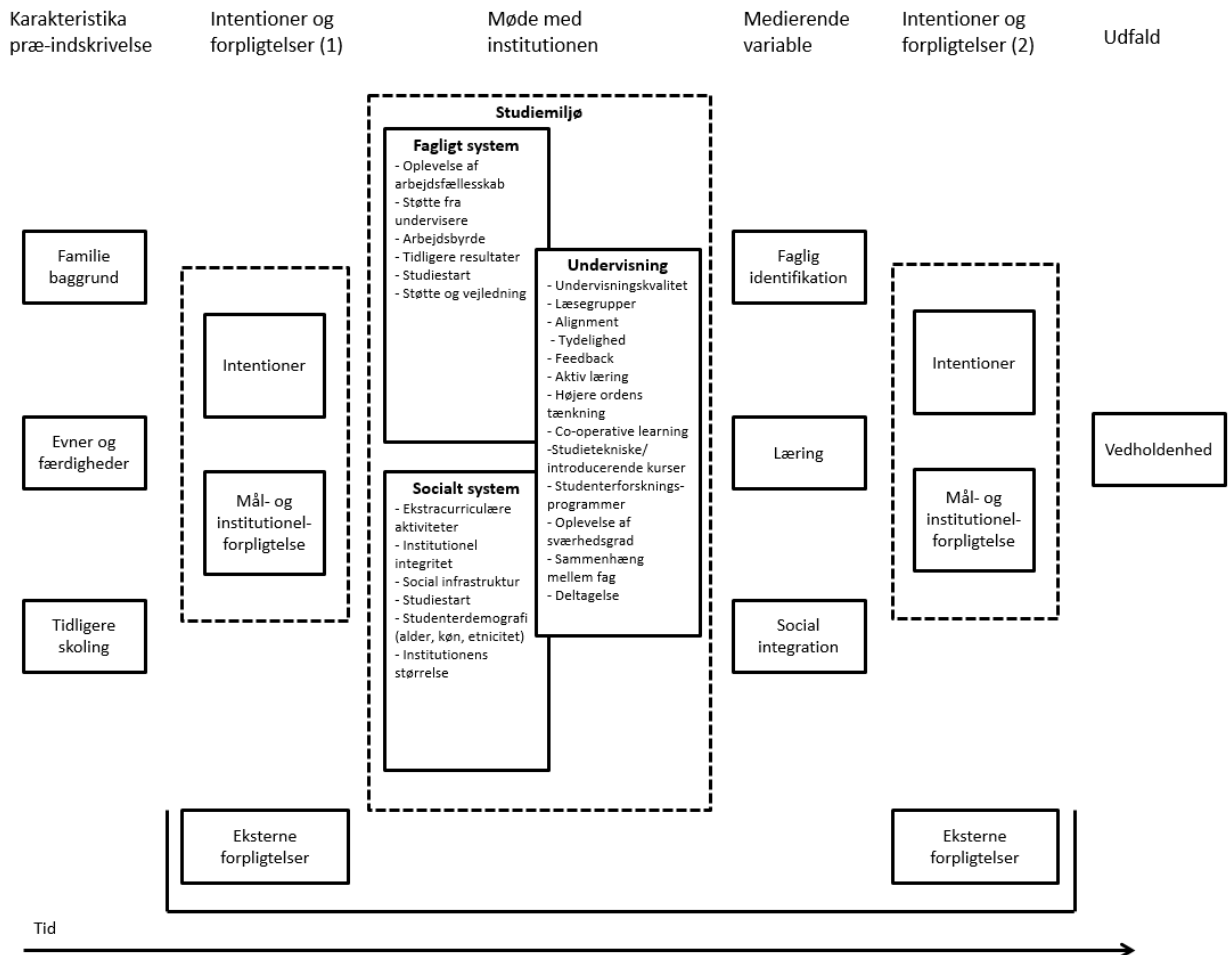 Karakteristika
præ-indskrivelse
Intentioner og
forpligtelser (1)
Møde med
institutionen
Medierende
variable
Intentioner og
forpligtelser (2)
Udfald
Familie
baggrund
Evner og
færdigheder
Tidligere
skoling
Intentioner
Mål- og
institutionel-
forpligtelse
Studiemiljø
Fagligt system
- Oplevelse af
arbejdsfællesskab
- Støtte fra
undervisere
- Arbejdsbyrde
- Tidligere resultater
- Studiestart
- Støtte og vejledning
Socialt system
- Ekstracurriculære
aktiviteter
- Institutionel
integritet
- Social infrastruktur
- Studiestart
- Studenterdemografi
(alder, køn, etnicitet)
- Institutionens
størrelse
Undervisning
- Undervisningskvalitet
- Læsegrupper
- Alignment
- Tydelighed
- Feedback
- Aktiv læring
- Højere ordens
tænkning
- Co-operative learning
-Studietekniske/
introducerende kurser
- Studenterforsknings-
programmer
- Oplevelse af
sværhedsgrad
- Sammenhæng
mellem fag
- Deltagelse
Faglig
identifikation
Læring
Social
integration
Intentioner
Mål- og
institutionel-
forpligtelse
Vedholdenhed
Eksterne
forpligtelser
Eksterne
forpligtelser
Tid